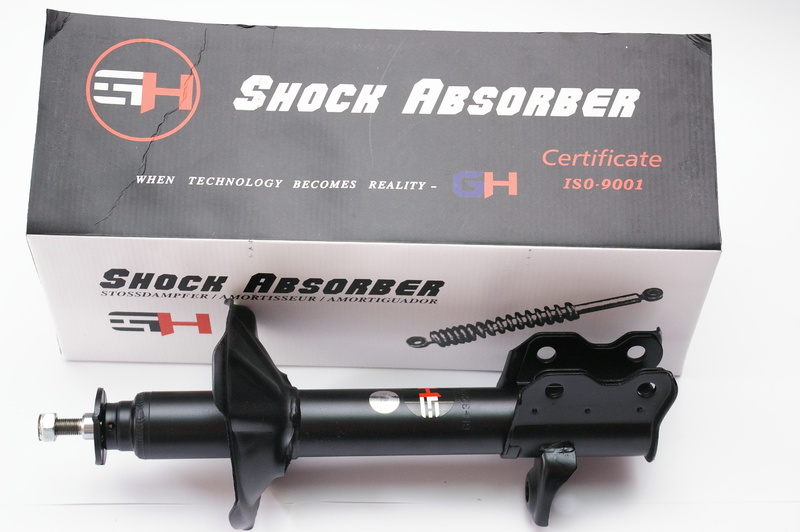 GH SHOCK ABSORBER
Certificate
WHEN TECHNOLOGY BECOMES REALITY - GH ISO-9001
SHOCK ABSORBER
STOSSDAMPFER / AMORTISSEUR / AMORTIGUADOR
GH
GH